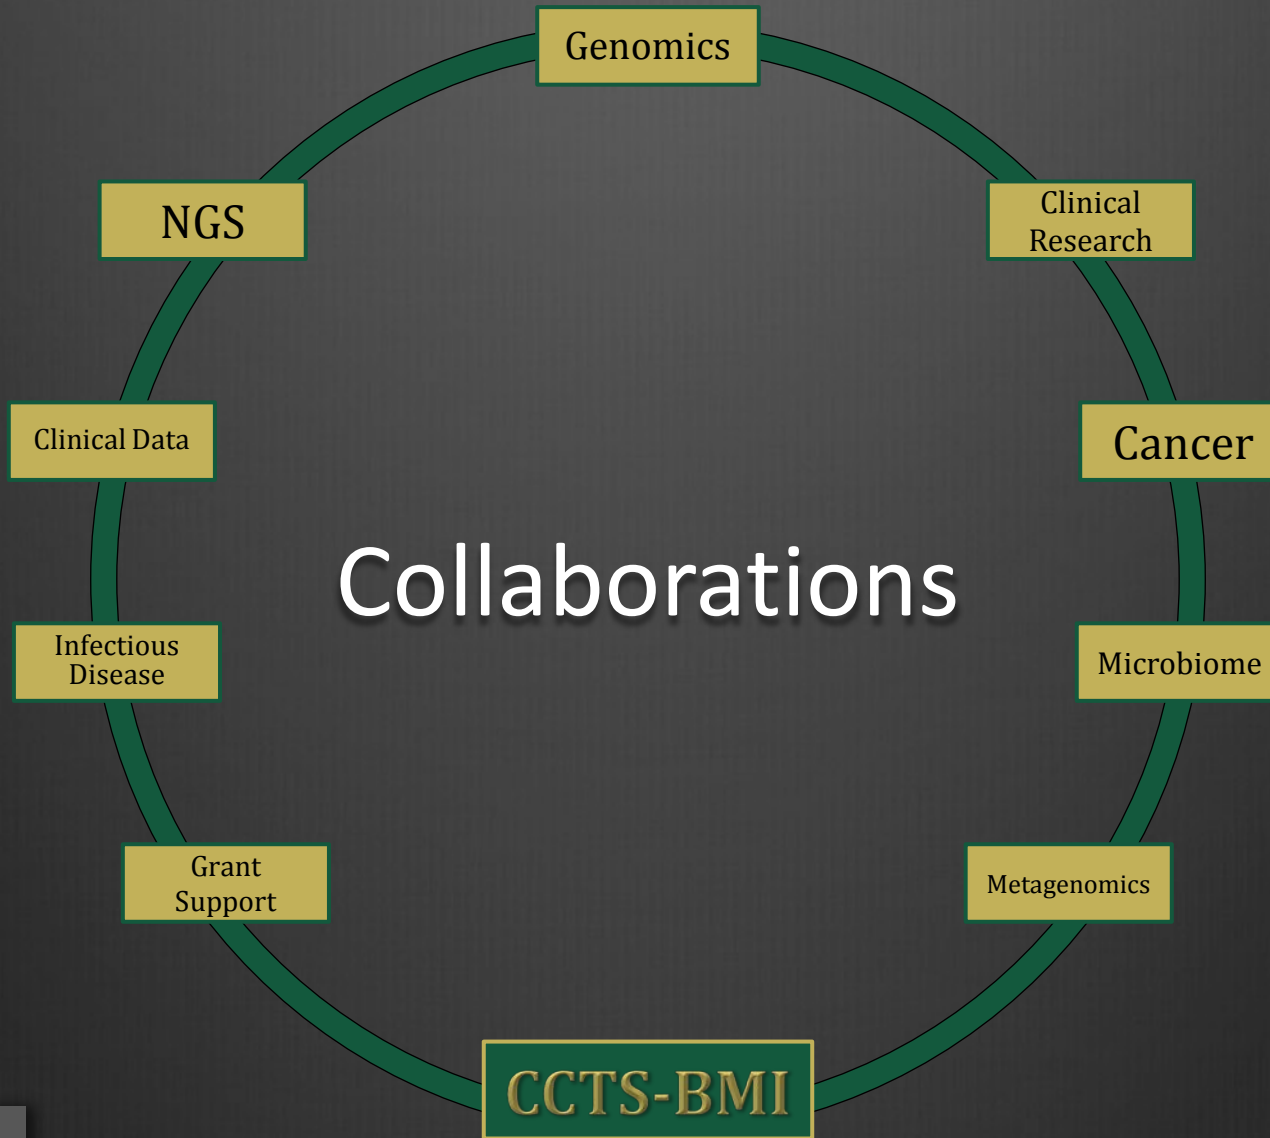 Genomics
NGS
Clinical
Research
Clinical Data
Cancer
Collaborations
Infectious
Disease
Microbiome
Grant
Support
Metagenomics
CCTS-BMI